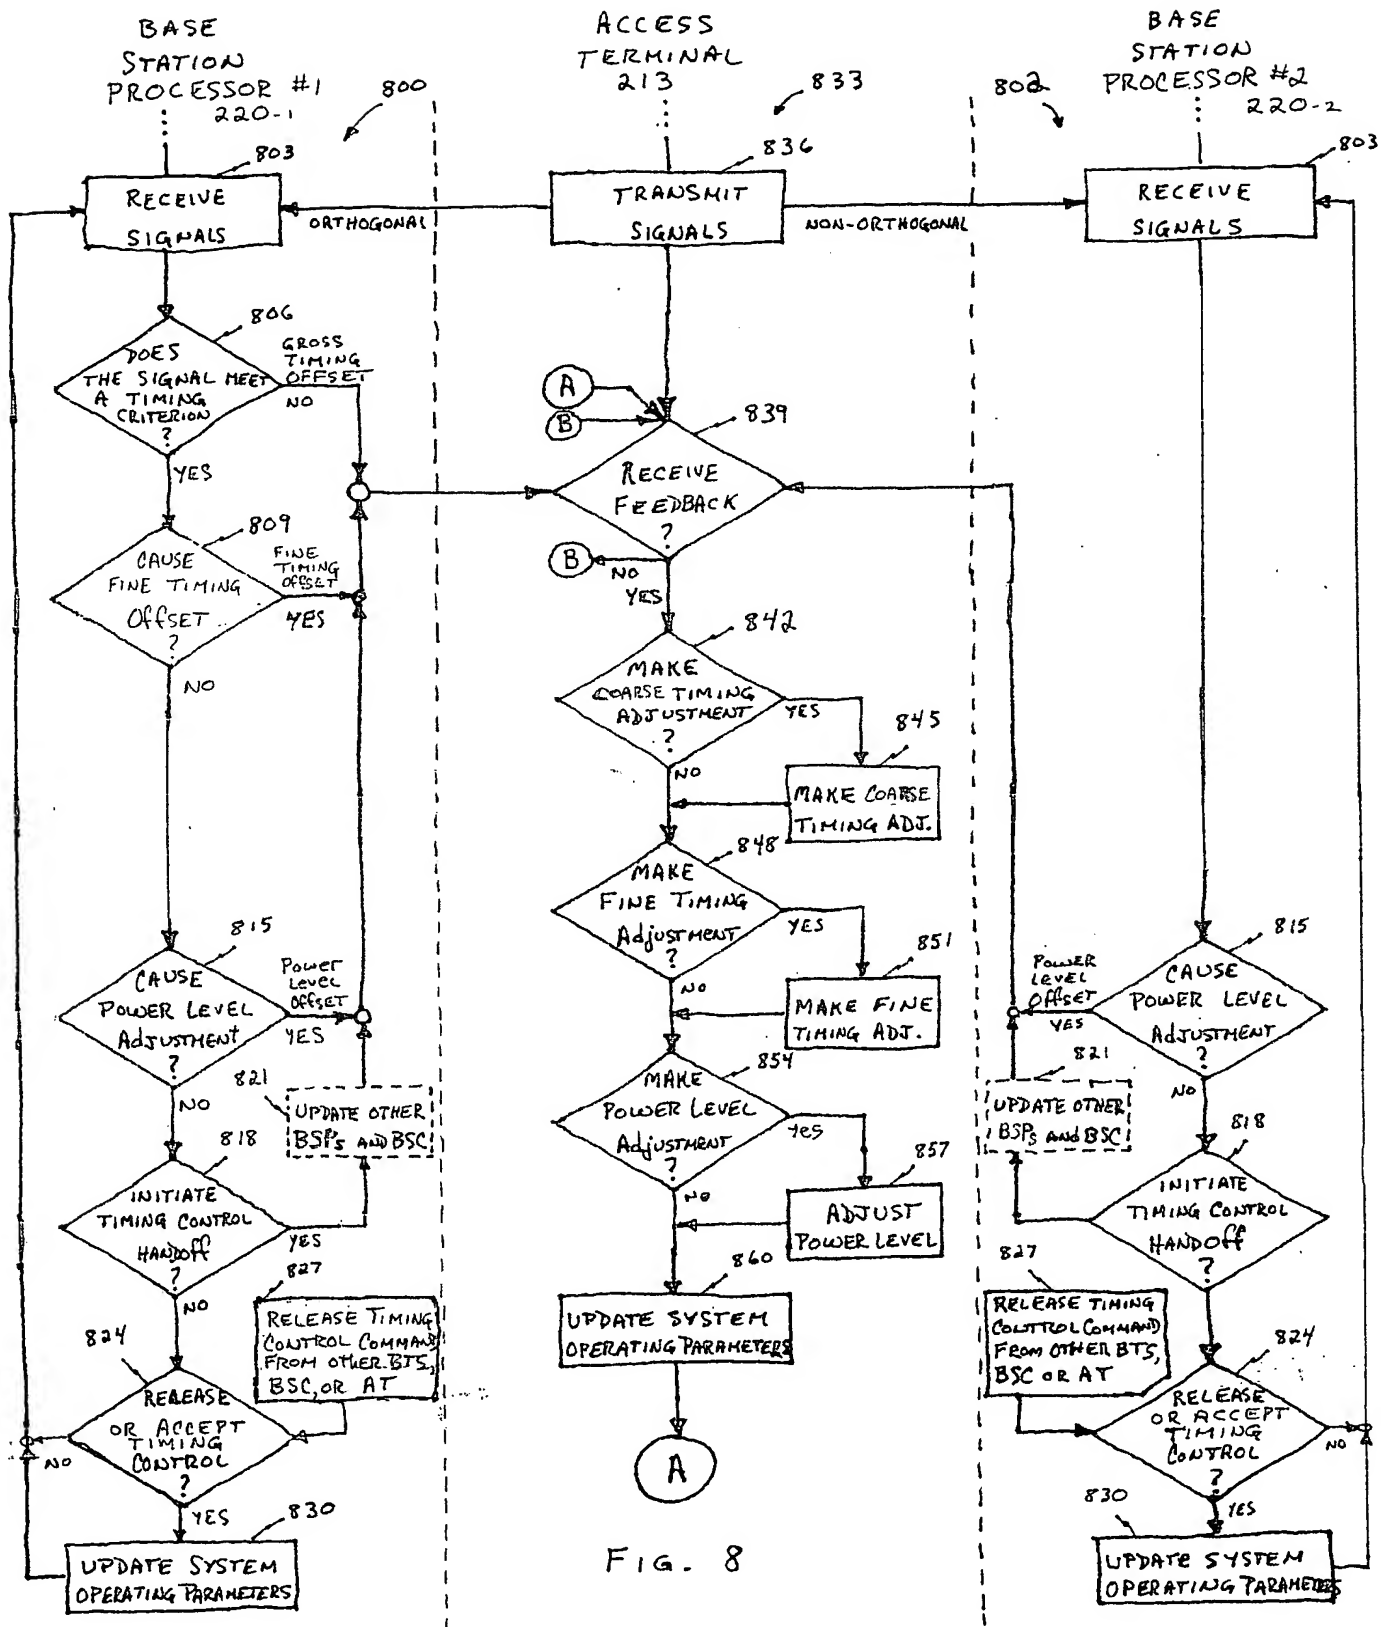 BASE
STATION
PROCESSOR #1
220-1
800
ACCESS
TERMINAL
213
833
BASE
STATION
PROCESSOR #2
220-2
802
803
RECEIVE
SIGNALS
ORTHOGONAL
836
TRANSMIT
SIGNALS
NON-ORTHOGONAL
803
RECEIVE
SIGNALS
806
DOES
THE SIGNAL MEET
A TIMING
CRITERION
?
GROSS
TIMING
OFFSET
NO
YES
809
CAUSE
FINE TIMING
OFFSET
?
FINE
TIMING
OFFSET
YES
NO
815
CAUSE
POWER LEVEL
ADJUSTMENT
?
POWER
LEVEL
OFFSET
YES
NO
821
UPDATE OTHER
BSPs AND BSC
818
INITIATE
TIMING CONTROL
HANDOFF
?
YES
NO
827
RELEASE TIMING
CONTROL COMMAND
FROM OTHER BTS,
BSC, OR AT
824
RELEASE
OR ACCEPT
TIMING
CONTROL
?
NO
YES
830
UPDATE SYSTEM
OPERATING PARAMETERS
A
B
839
RECEIVE
FEEDBACK
?
B
NO
YES
842
MAKE
COARSE TIMING
ADJUSTMENT
?
YES
NO
845
MAKE COARSE
TIMING ADJ.
848
MAKE
FINE TIMING
ADJUSTMENT
?
YES
NO
851
MAKE FINE
TIMING ADJ.
854
MAKE
POWER LEVEL
ADJUSTMENT
?
YES
NO
857
ADJUST
POWER LEVEL
860
UPDATE SYSTEM
OPERATING PARAMETERS
A
815
CAUSE
POWER LEVEL
ADJUSTMENT
?
POWER
LEVEL
OFFSET
YES
NO
821
UPDATE OTHER
BSPs AND BSC
818
INITIATE
TIMING CONTROL
HANDOFF
?
827
RELEASE TIMING
CONTROL COMMAND
FROM OTHER BTS,
BSC OR AT
824
RELEASE
OR ACCEPT
TIMING
CONTROL
?
NO
YES
830
UPDATE SYSTEM
OPERATING PARAMETERS
FIG. 8